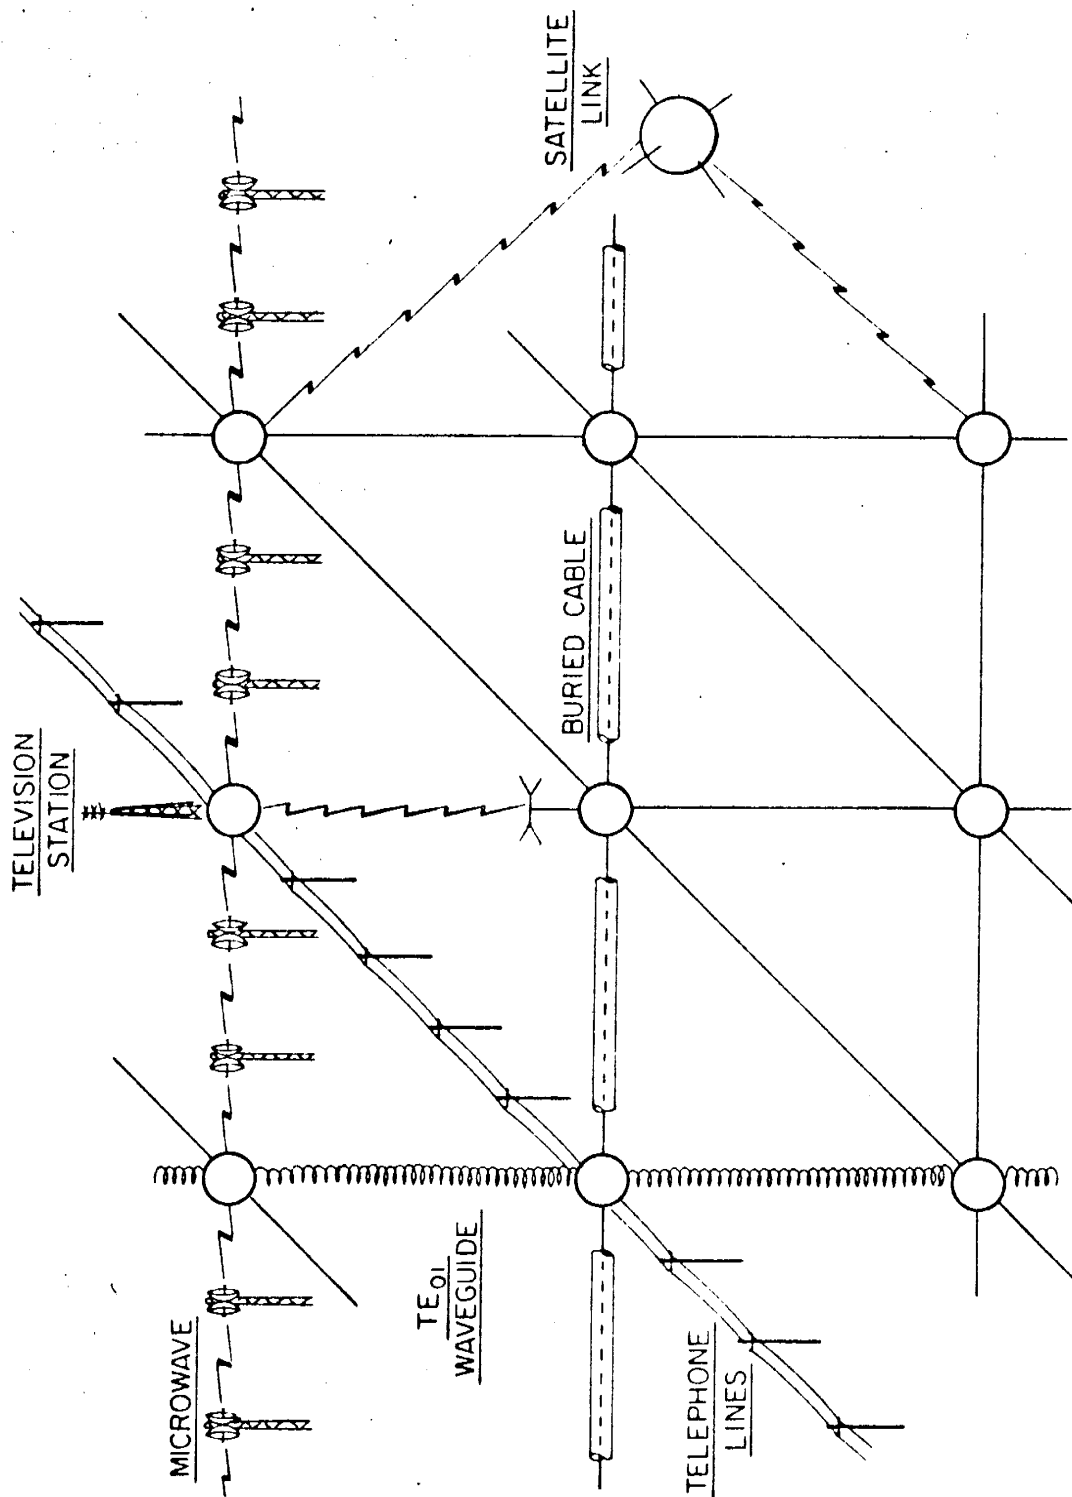 MICROWAVE
TELEVISION
STATION
TE01
WAVEGUIDE
BURIED CABLE
SATELLITE
LINK
TELEPHONE
LINES